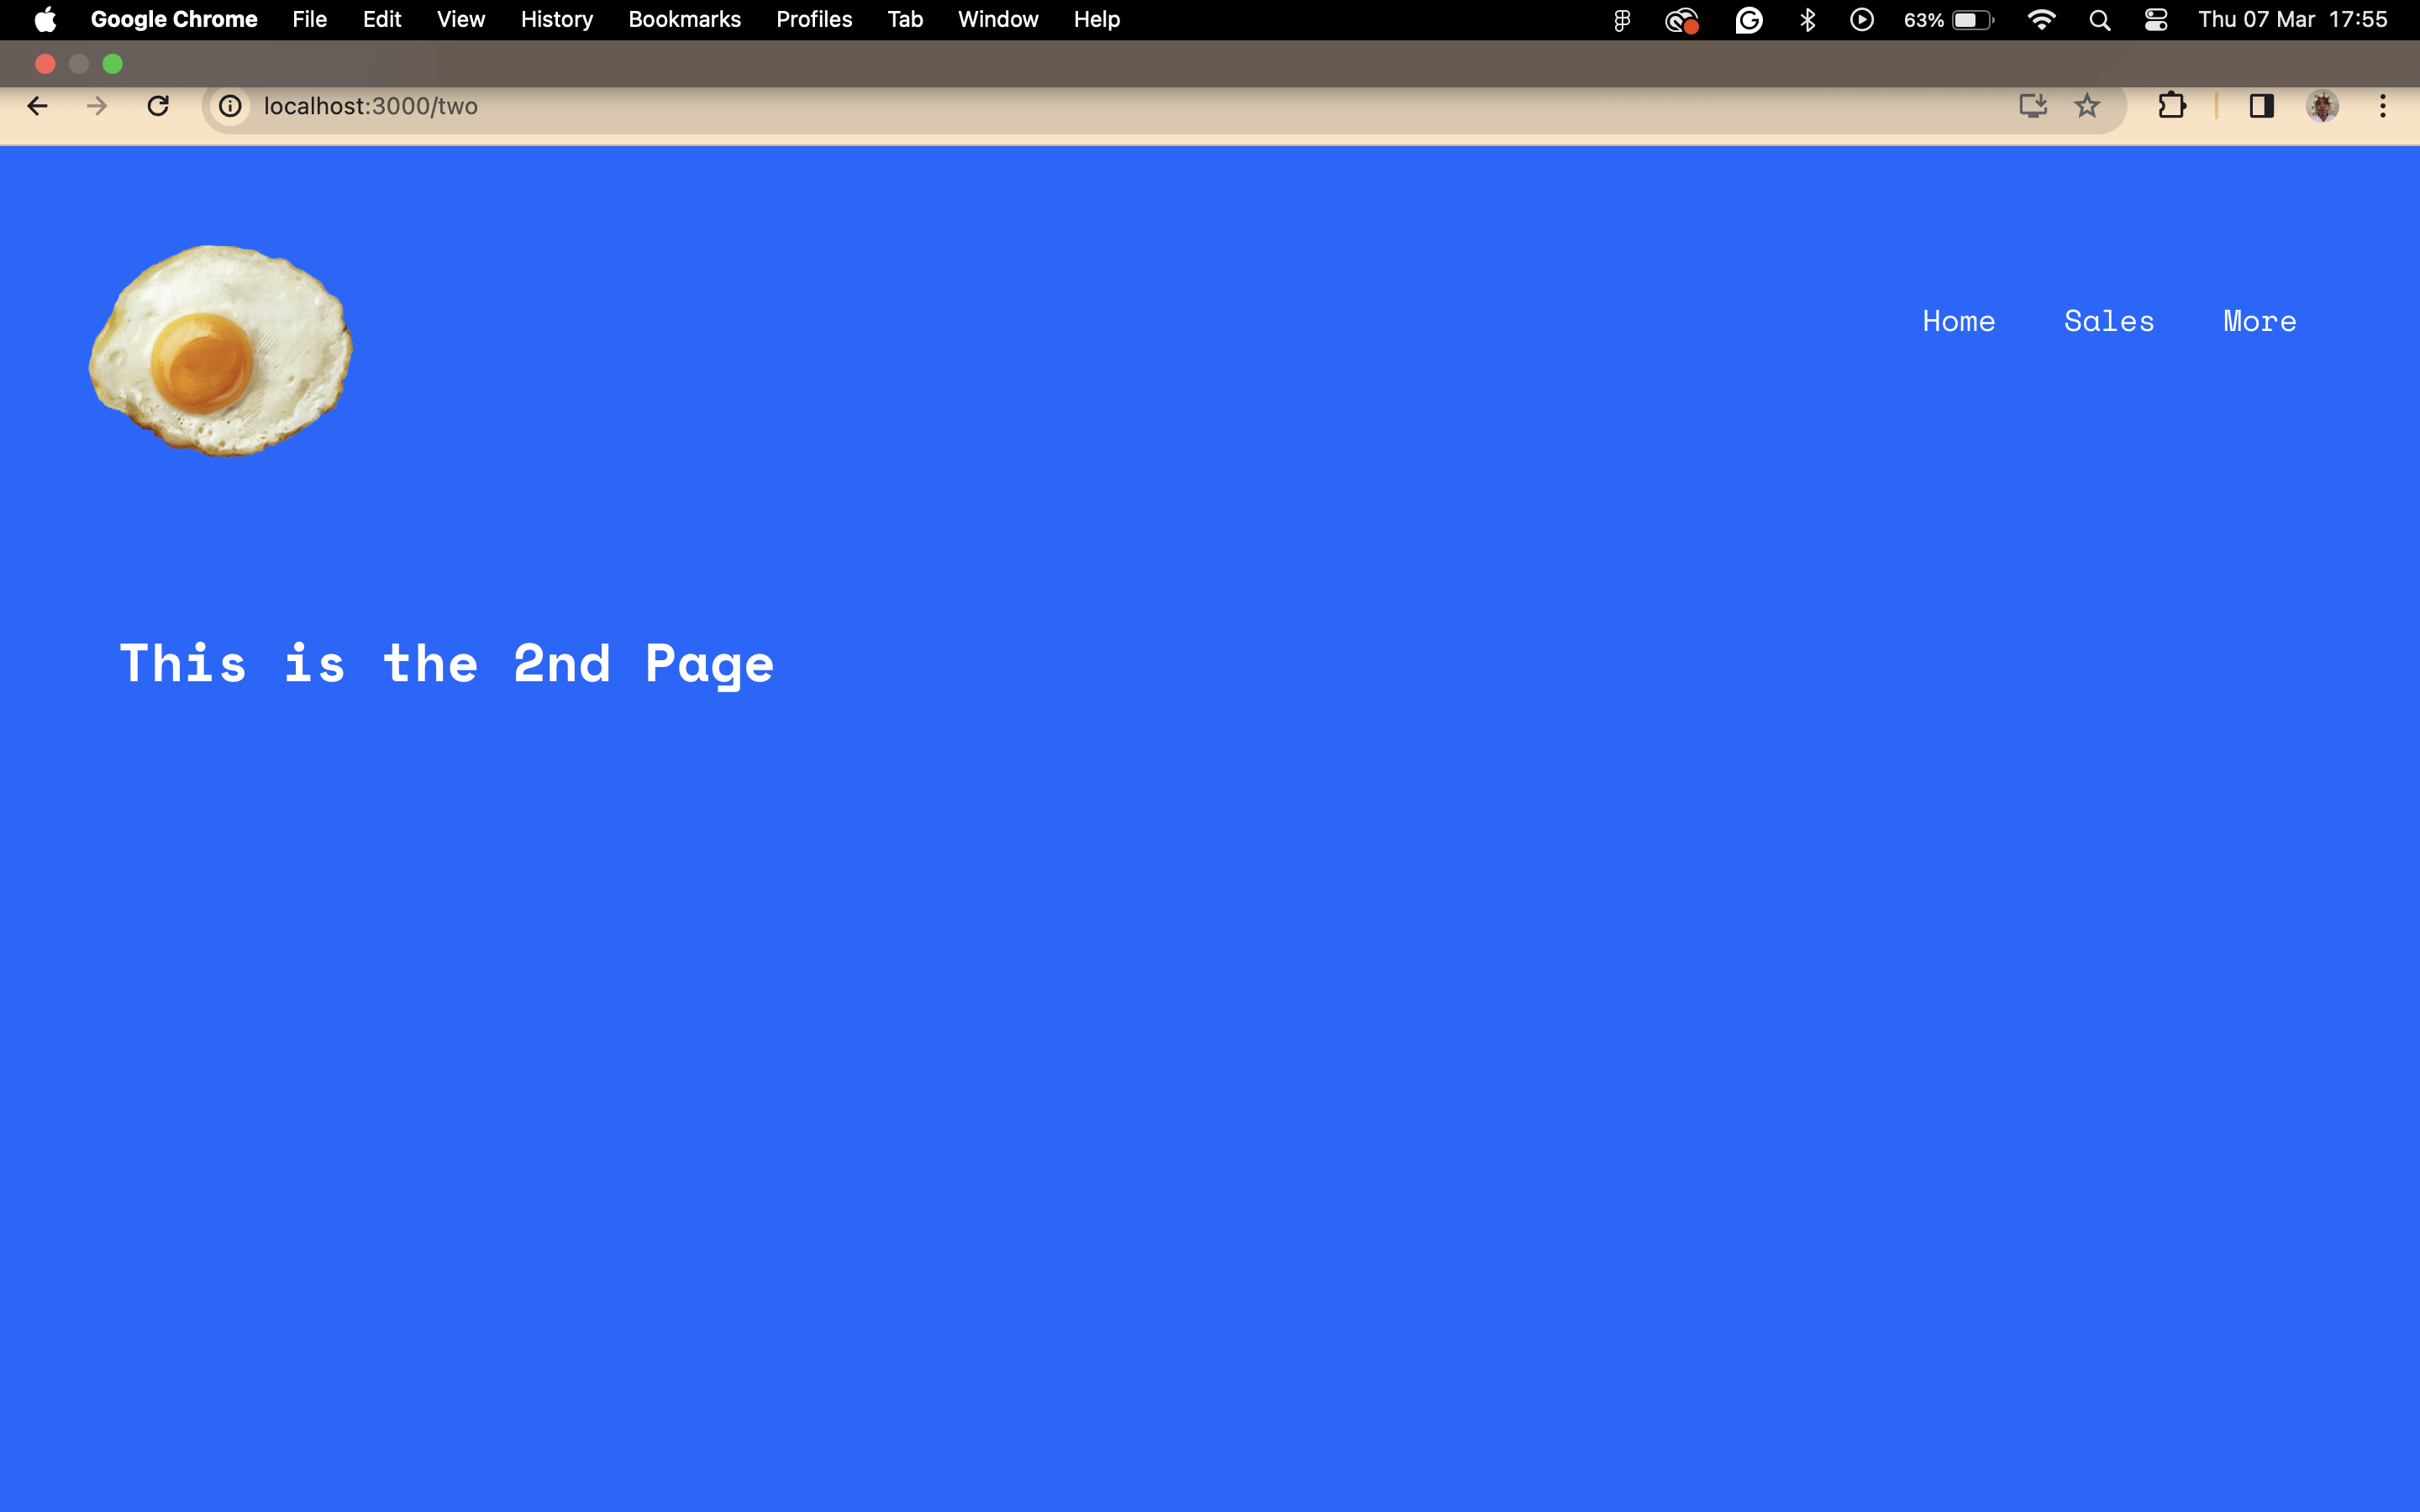 Google Chrome File Edit View History Bookmarks Profiles Tab Window Help 63% Thu 07 Mar 17:55
localhost:3000/two
Home Sales More
This is the 2nd Page